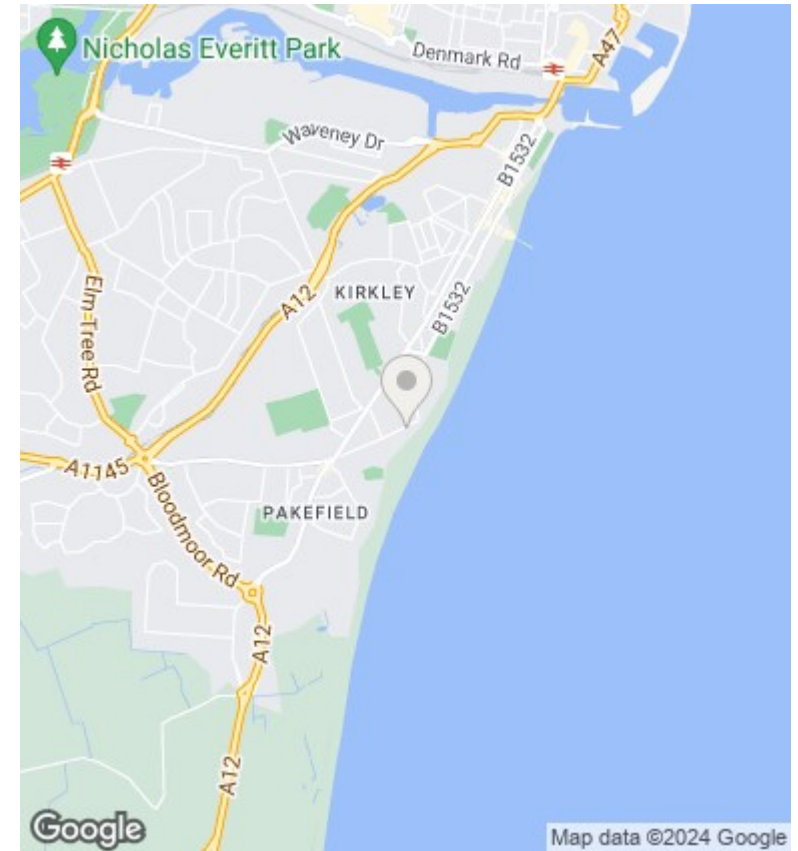 Nicholas Everitt Park
Denmark Rd
A47
Waveney Dr
B1532
A12
KIRKLEY
B1532
Elm Tree Rd
A1145
Bloodmoor Rd
PAKEFIELD
A12
A12
Google
Map data ©2024 Google